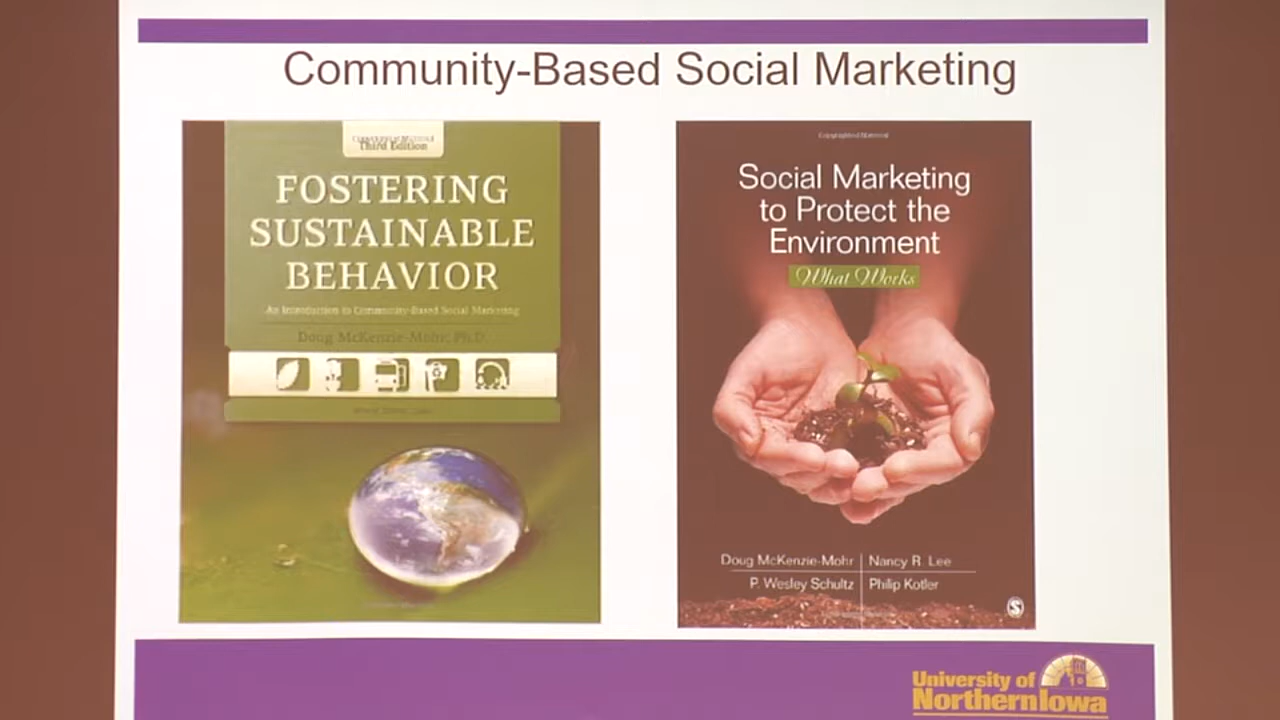 Community-Based Social Marketing
Third Edition
FOSTERING
SUSTAINABLE
BEHAVIOR
An Introduction to Community-Based Social Marketing
Doug McKenzie-Mohr, Ph.D.
Copyrighted Material
Social Marketing
to Protect the
Environment
What Works
Doug McKenzie-Mohr Nancy R. Lee
P. Wesley Schultz Philip Kotler
University of
Northern Iowa